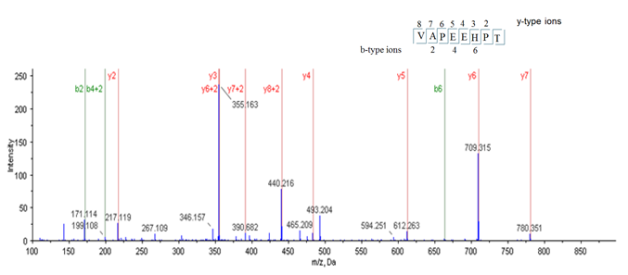 8 7 6 5 4 3 2 y-type ions
V A P E E H P T
b-type ions 2 4 6
y2 y3 y4 y5 y6 y7
b2 b4+2 y6+2 y7+2 y8+2 b6
250
200
150
100
50
0
Intensity
355.163
709.315
440.216
493.204
171.114
199.108
217.119
267.109
346.157
390.682
465.209
594.251
612.263
780.351
100 150 200 250 300 350 400 450 500 550 600 650 700 750 800 850
m/z, Da